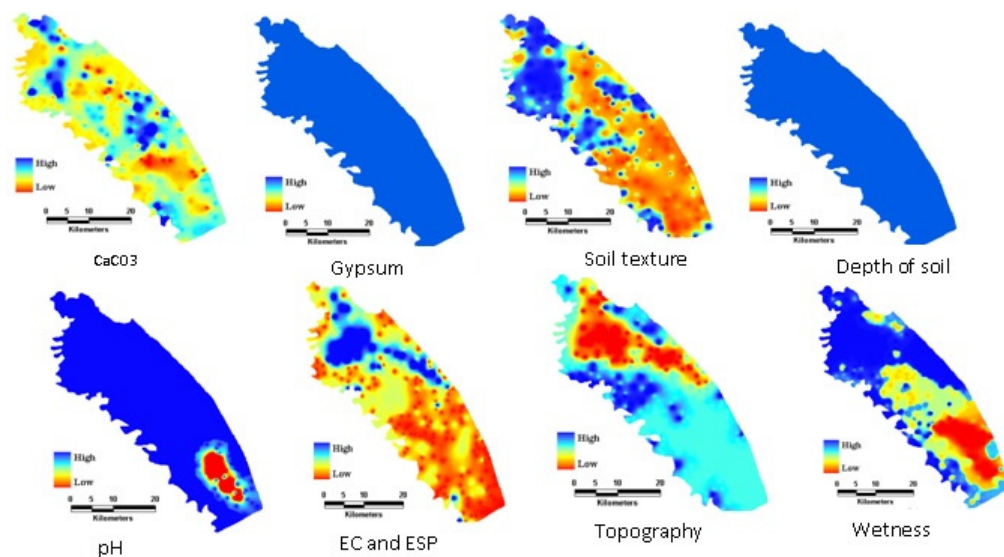 High
Low
0 5 10 20
Kilometers
CaCO3
High
Low
0 5 10 20
Kilometers
Gypsum
High
Low
0 5 10 20
Kilometers
Soil texture
High
Low
0 5 10 20
Kilometers
Depth of soil
High
Low
0 5 10 20
Kilometers
pH
High
Low
0 5 10 20
Kilometers
EC and ESP
High
Low
0 5 10 20
Kilometers
Topography
High
Low
0 5 10 20
Kilometers
Wetness